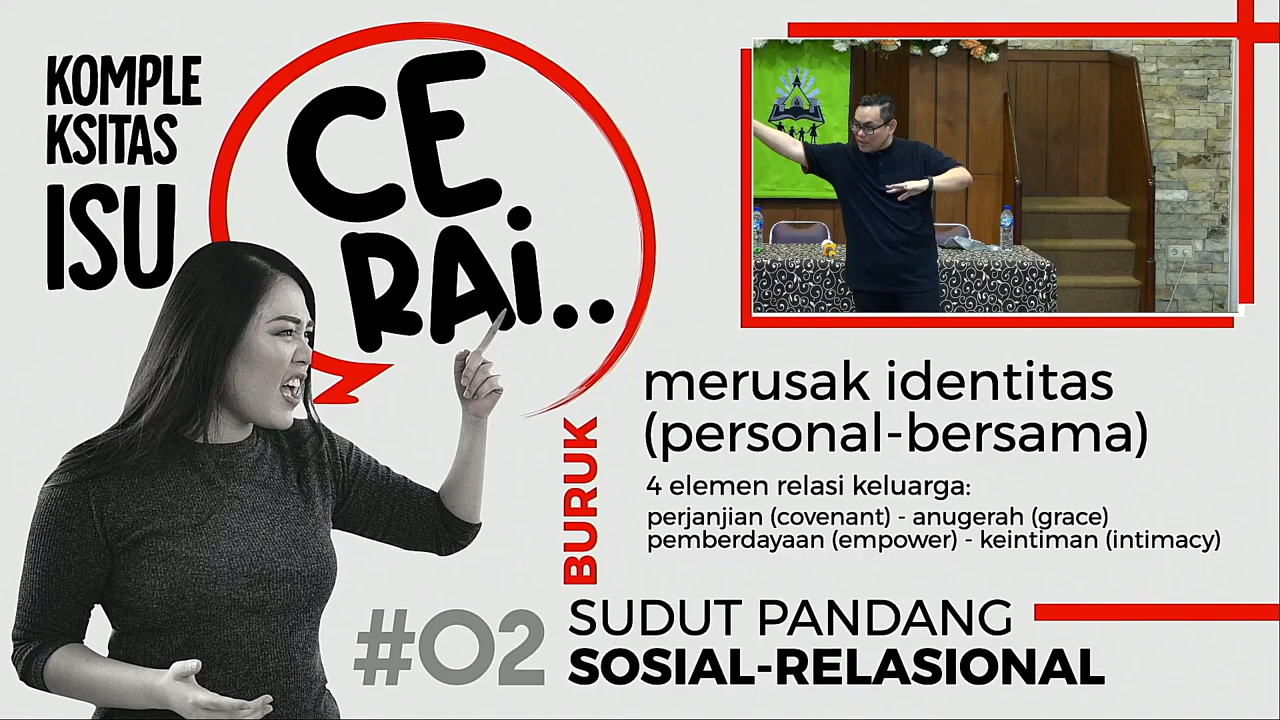 KOMPLE
KSITAS
ISU
CE
RAi..
BURUK
merusak identitas
(personal-bersama)
4 elemen relasi keluarga:
perjanjian (covenant) - anugerah (grace)
pemberdayaan (empower) - keintiman (intimacy)
#02
SUDUT PANDANG
SOSIAL-RELASIONAL